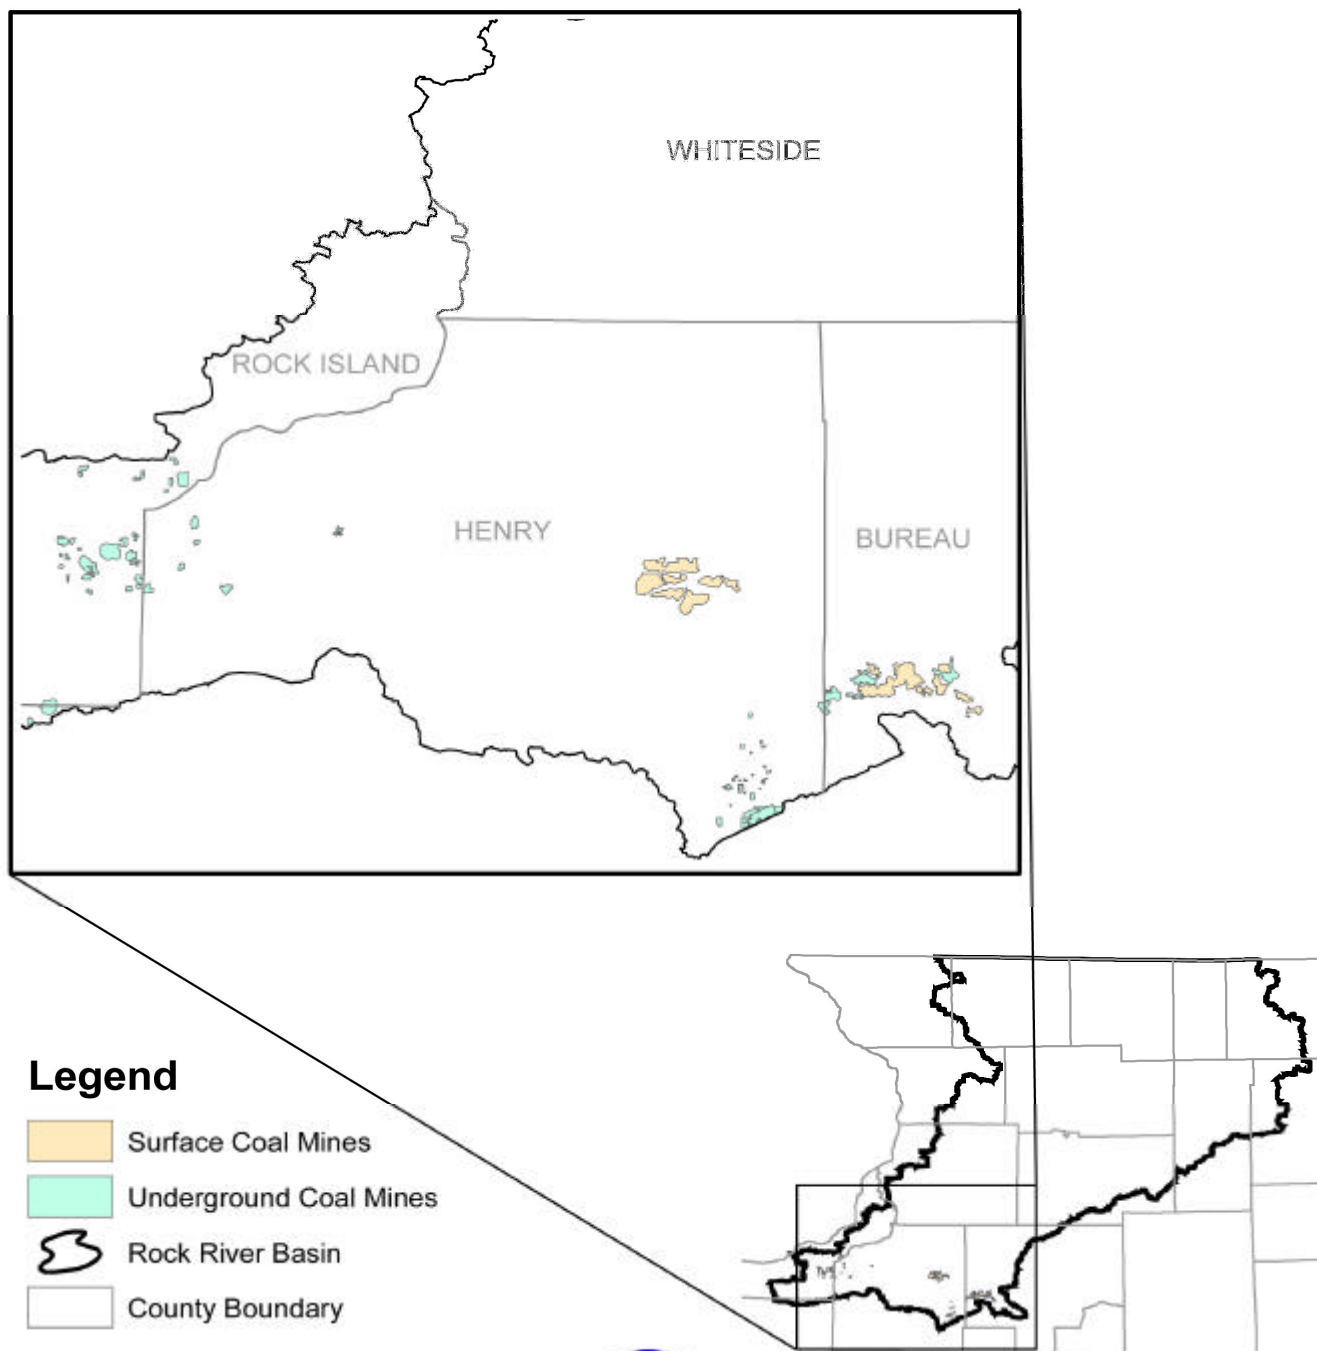 WHITESIDE
ROCK ISLAND
HENRY
BUREAU
Legend
Surface Coal Mines
Underground Coal Mines
Rock River Basin
County Boundary